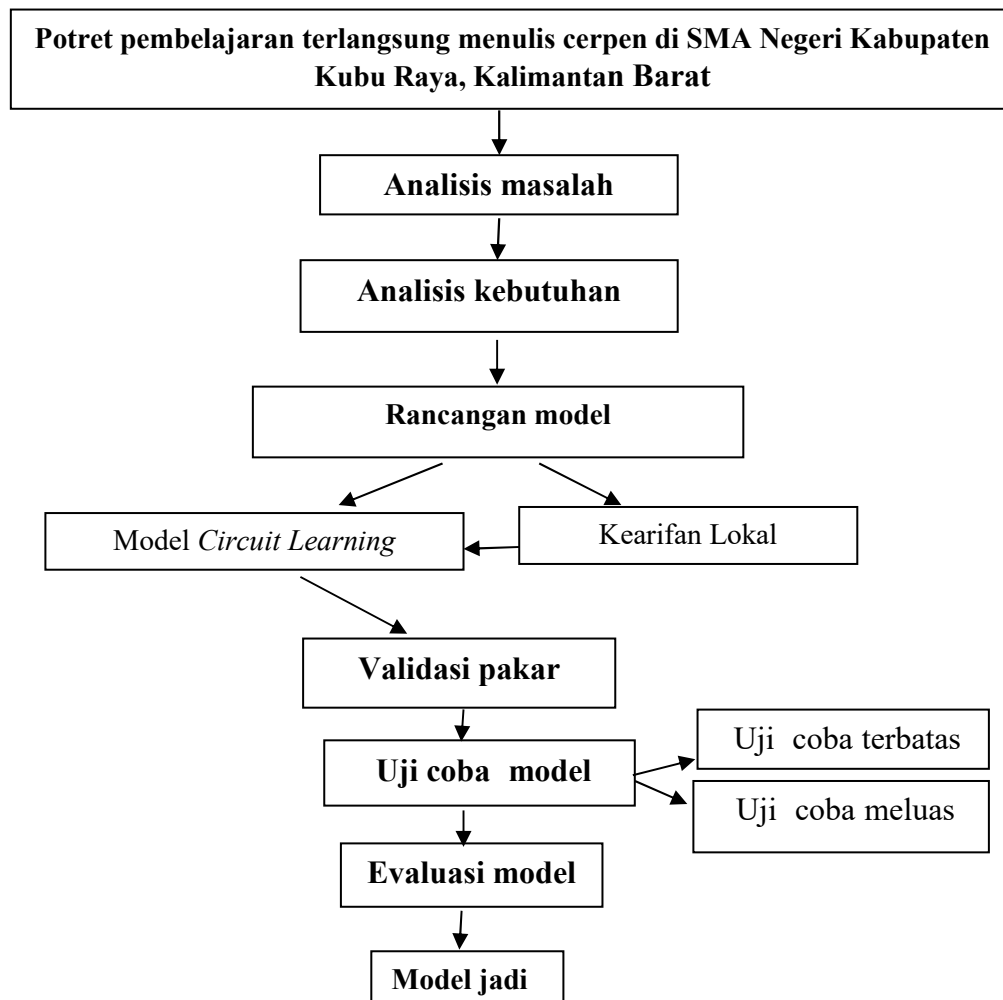 Potret pembelajaran terlangsung menulis cerpen di SMA Negeri Kabupaten
Kubu Raya, Kalimantan Barat
Analisis masalah
Analisis kebutuhan
Rancangan model
Model Circuit Learning
Kearifan Lokal
Validasi pakar
Uji coba terbatas
Uji coba model
Uji coba meluas
Evaluasi model
Model jadi